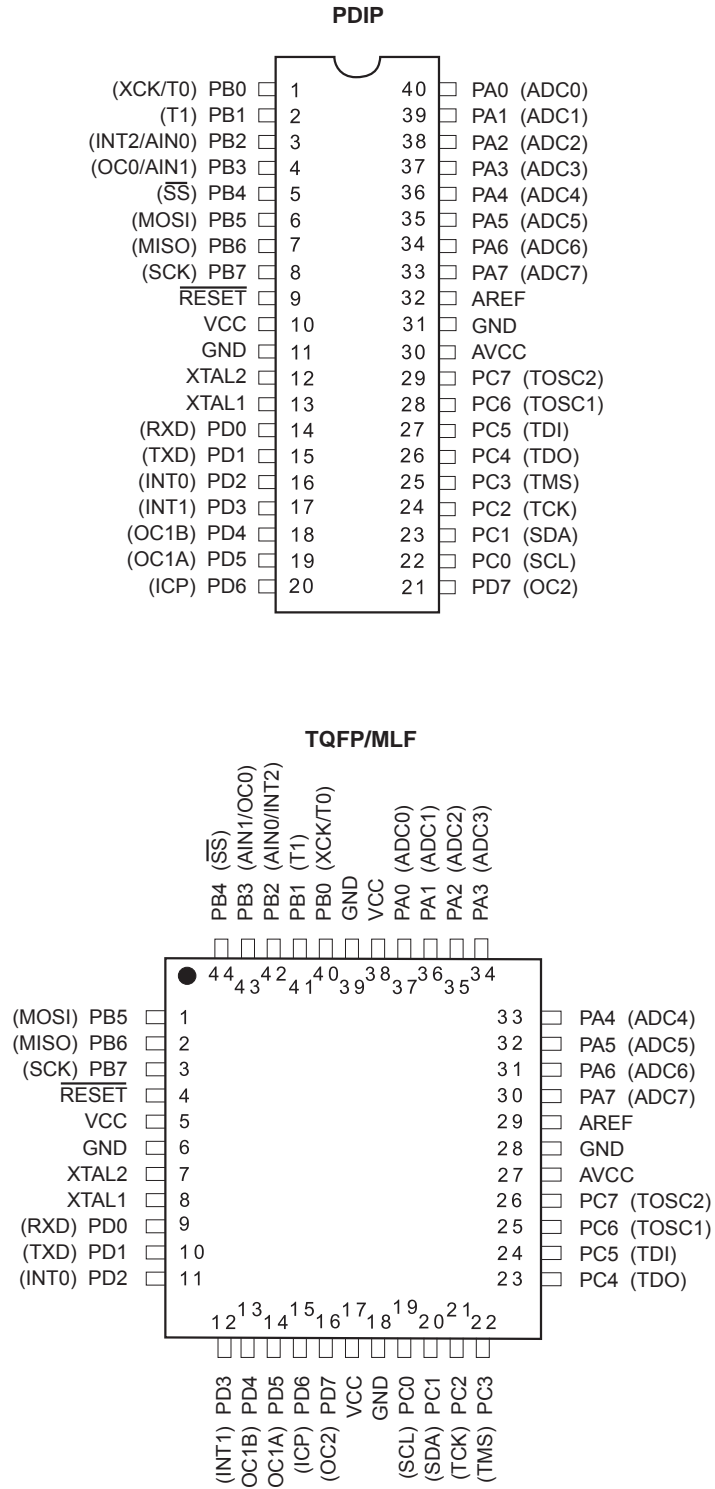 PDIP
(XCK/T0) PB0 1 40 PA0 (ADC0)
(T1) PB1 2 39 PA1 (ADC1)
(INT2/AIN0) PB2 3 38 PA2 (ADC2)
(OC0/AIN1) PB3 4 37 PA3 (ADC3)
(SS) PB4 5 36 PA4 (ADC4)
(MOSI) PB5 6 35 PA5 (ADC5)
(MISO) PB6 7 34 PA6 (ADC6)
(SCK) PB7 8 33 PA7 (ADC7)
RESET 9 32 AREF
VCC 10 31 GND
GND 11 30 AVCC
XTAL2 12 29 PC7 (TOSC2)
XTAL1 13 28 PC6 (TOSC1)
(RXD) PD0 14 27 PC5 (TDI)
(TXD) PD1 15 26 PC4 (TDO)
(INT0) PD2 16 25 PC3 (TMS)
(INT1) PD3 17 24 PC2 (TCK)
(OC1B) PD4 18 23 PC1 (SDA)
(OC1A) PD5 19 22 PC0 (SCL)
(ICP) PD6 20 21 PD7 (OC2)
TQFP/MLF
PB4 (SS)
PB3 (AIN1/OC0)
PB2 (AIN0/INT2)
PB1 (T1)
PB0 (XCK/T0)
GND
VCC
PA0 (ADC0)
PA1 (ADC1)
PA2 (ADC2)
PA3 (ADC3)
44 43 42 41 40 39 38 37 36 35 34
(MOSI) PB5 1 33 PA4 (ADC4)
(MISO) PB6 2 32 PA5 (ADC5)
(SCK) PB7 3 31 PA6 (ADC6)
RESET 4 30 PA7 (ADC7)
VCC 5 29 AREF
GND 6 28 GND
XTAL2 7 27 AVCC
XTAL1 8 26 PC7 (TOSC2)
(RXD) PD0 9 25 PC6 (TOSC1)
(TXD) PD1 10 24 PC5 (TDI)
(INT0) PD2 11 23 PC4 (TDO)
12 13 14 15 16 17 18 19 20 21 22
(INT1) PD3
OC1B) PD4
OC1A) PD5
(ICP) PD6
(OC2) PD7
VCC
GND
(SCL) PC0
(SDA) PC1
(TCK) PC2
(TMS) PC3